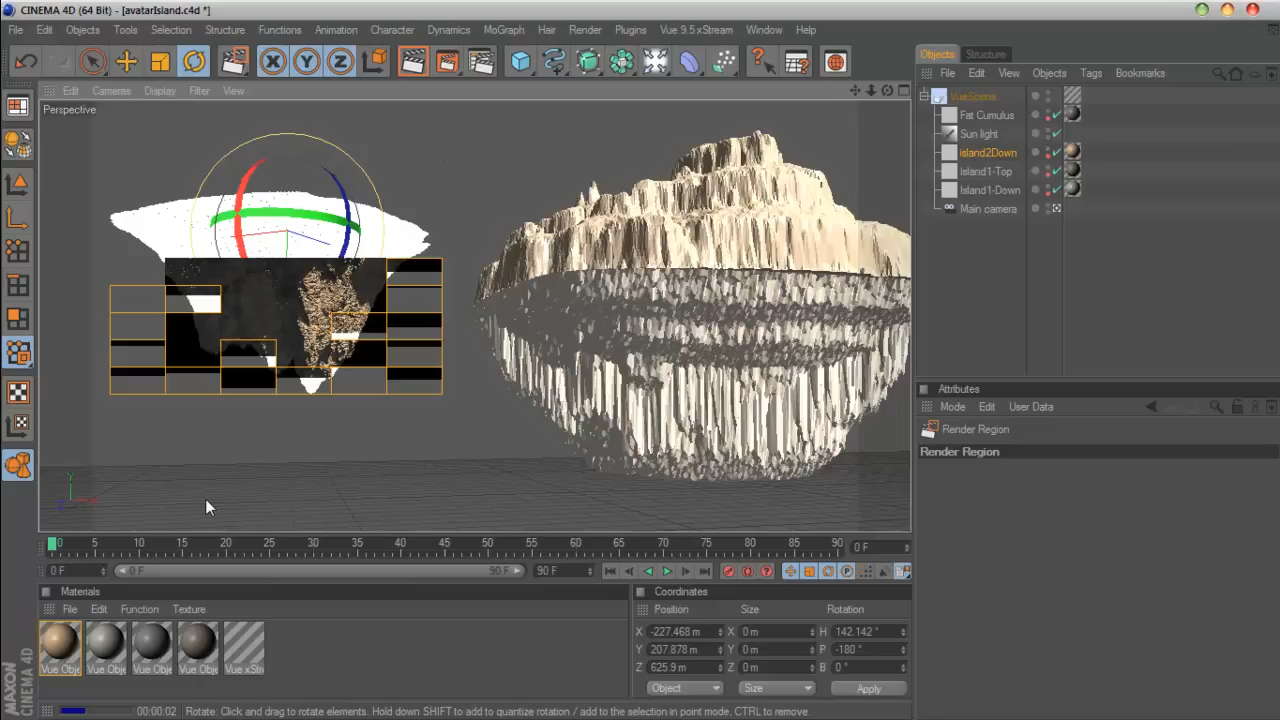 CINEMA 4D (64 Bit) - [avatarIsland.c4d *]
File Edit Objects Tools Selection Structure Functions Animation Character Dynamics MoGraph Hair Render Plugins Vue 9.5 xStream Window Help
Objects Structure
File Edit View Objects Tags Bookmarks
Edit Cameras Display Filter View
Perspective
VueScene
Fat Cumulus
Sun light
island2Down
Island1-Top
Island1-Down
Main camera
Attributes
Mode Edit User Data
Render Region
Render Region
Y
0 5 10 15 20 25 30 35 40 45 50 55 60 65 70 75 80 85 90 0 F
0 F 0 F 90 F 90 F
Materials
File Edit Function Texture
Vue Obje Vue Obje Vue Obje Vue Obje Vue xStr
Coordinates
Position Size Rotation
X -227.468 m X 0 m H 142.142 °
Y 207.878 m Y 0 m P -180 °
Z 625.9 m Z 0 m B 0 °
Object Size Apply
MAXON
CINEMA 4D
00:00:02 Rotate: Click and drag to rotate elements. Hold down SHIFT to add to quantize rotation / add to the selection in point mode, CTRL to remove.